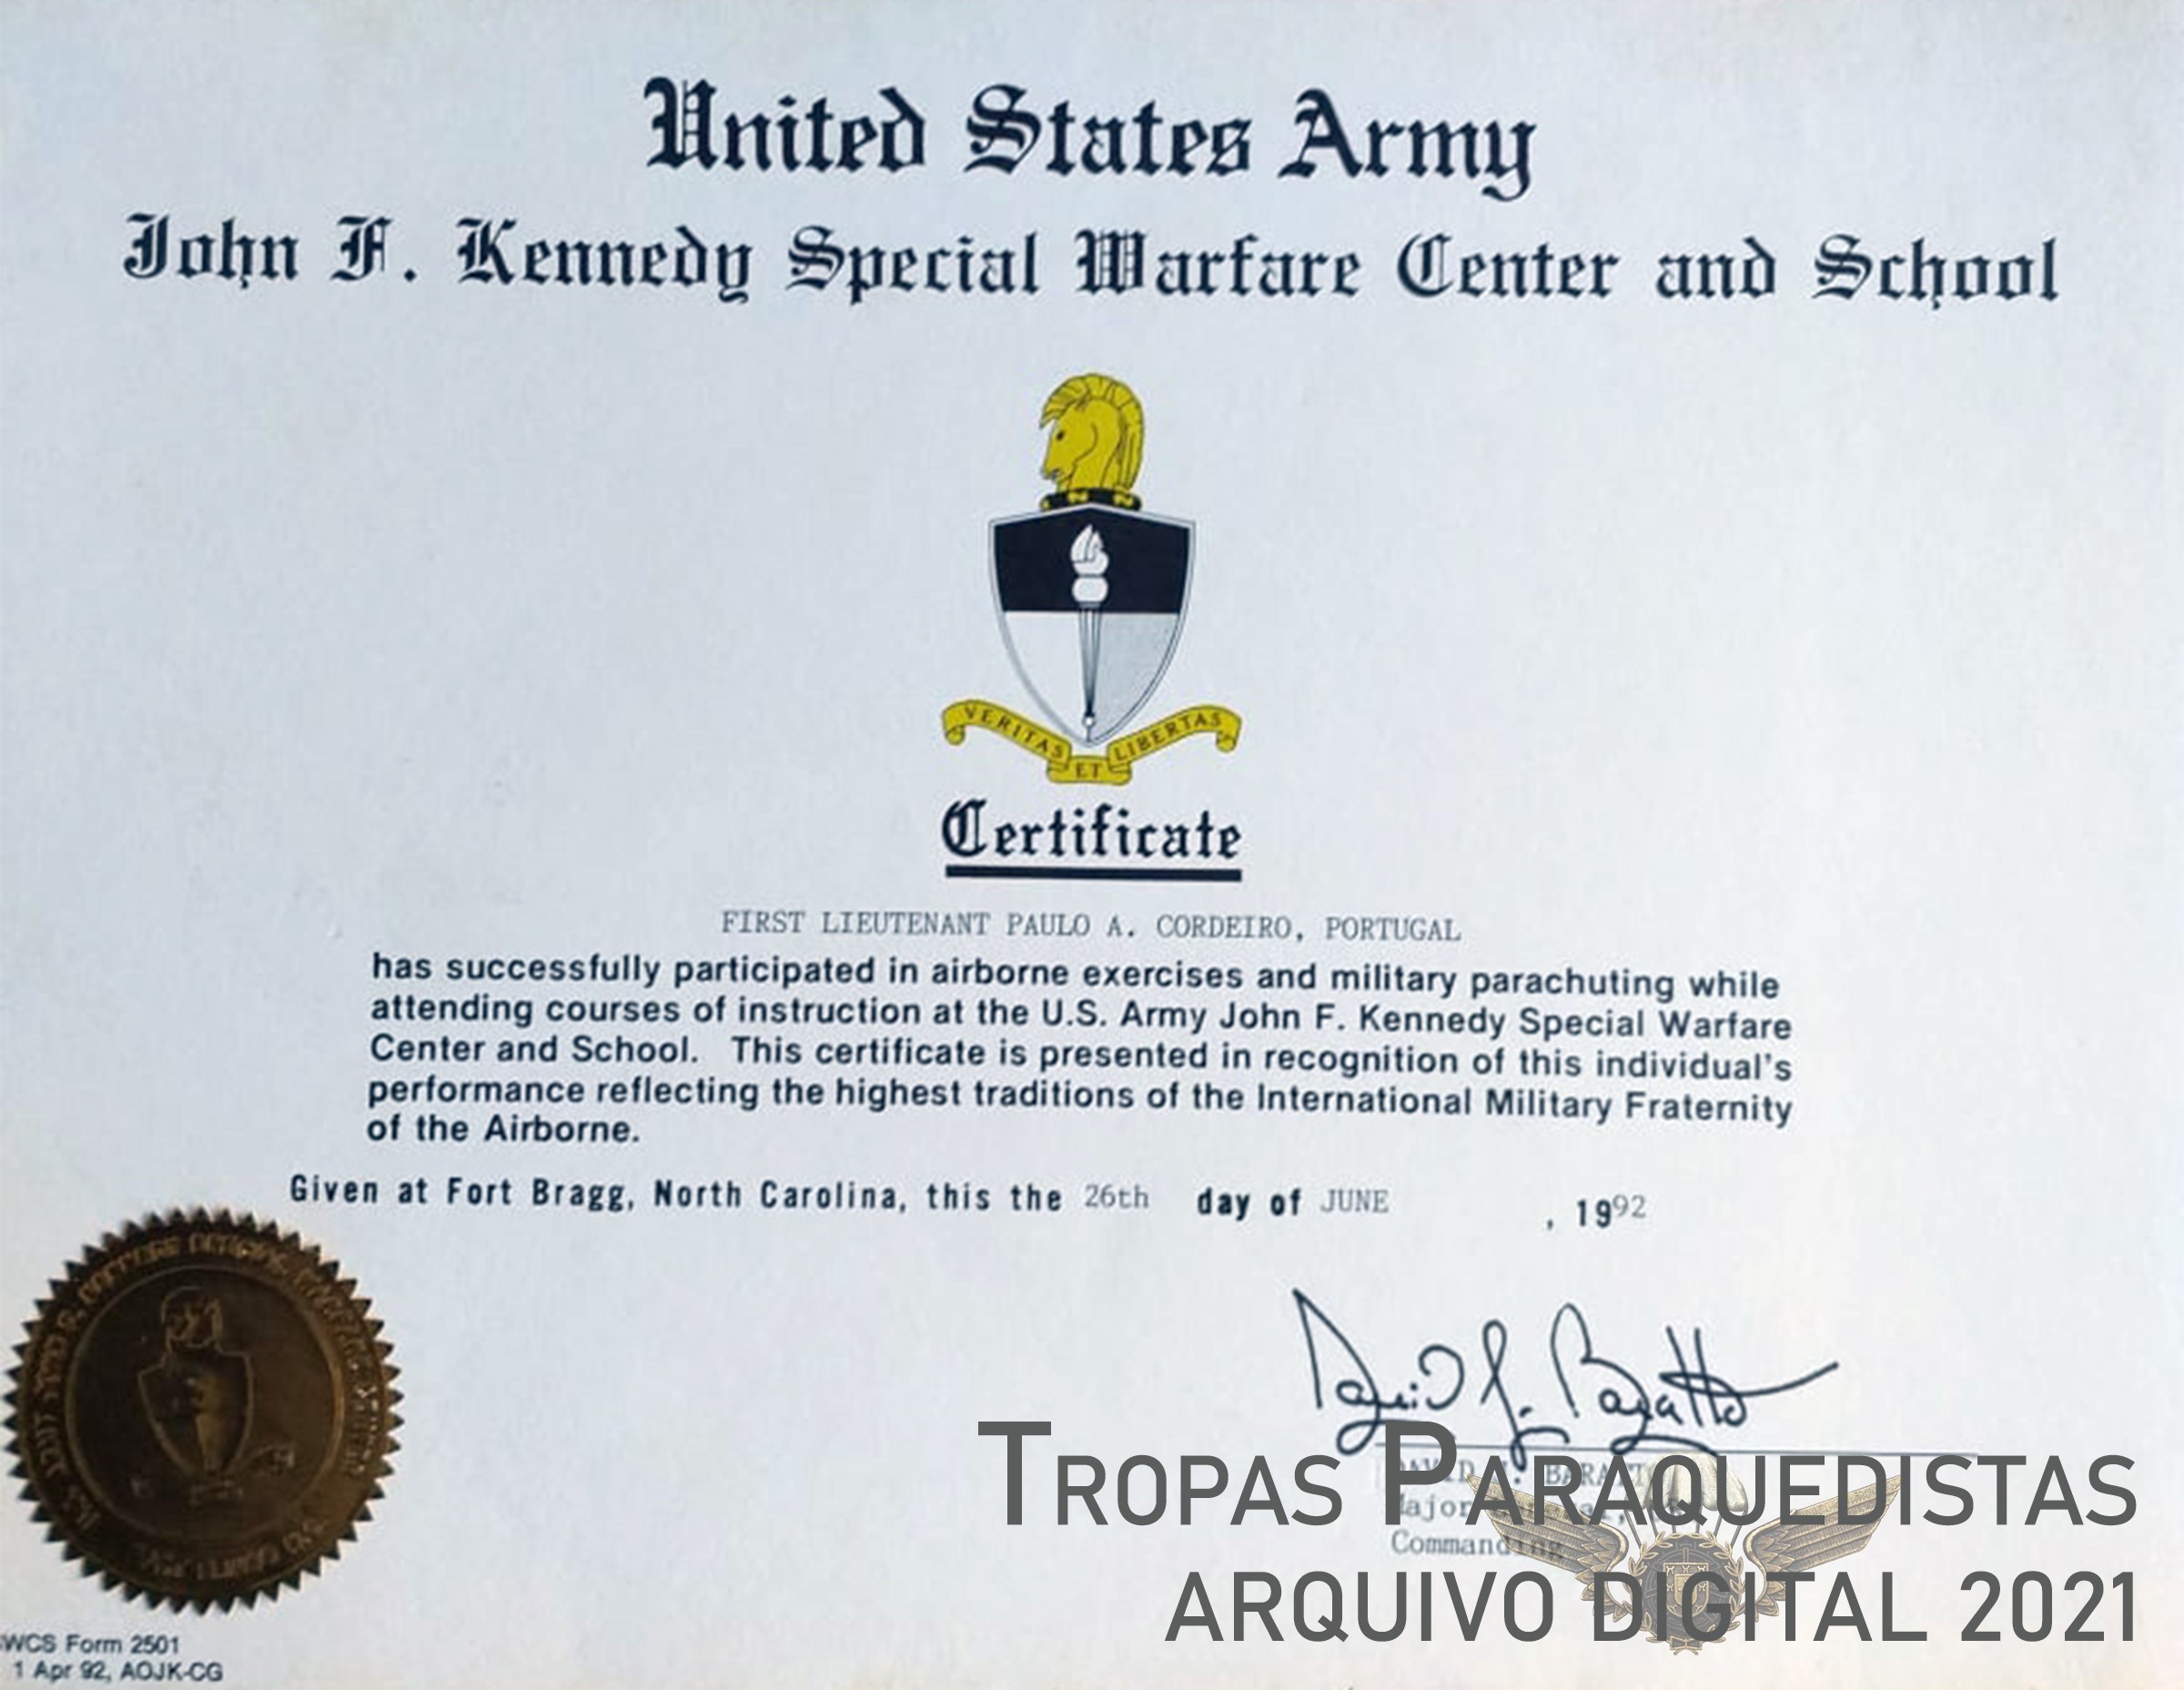 United States Army
John F. Kennedy Special Warfare Center and School
VERITAS ET LIBERTAS
Certificate
FIRST LIEUTENANT PAULO A. CORDEIRO, PORTUGAL
has successfully participated in airborne exercises and military parachuting while
attending courses of instruction at the U.S. Army John F. Kennedy Special Warfare
Center and School. This certificate is presented in recognition of this individual's
performance reflecting the highest traditions of the International Military Fraternity
of the Airborne.
Given at Fort Bragg, North Carolina, this the 26th day of JUNE , 1992
DAVID
Major
Commanding
TROPAS PARAQUEDISTAS
ARQUIVO DIGITAL 2021
WCS Form 2501
1 Apr 92, AOJK-CG